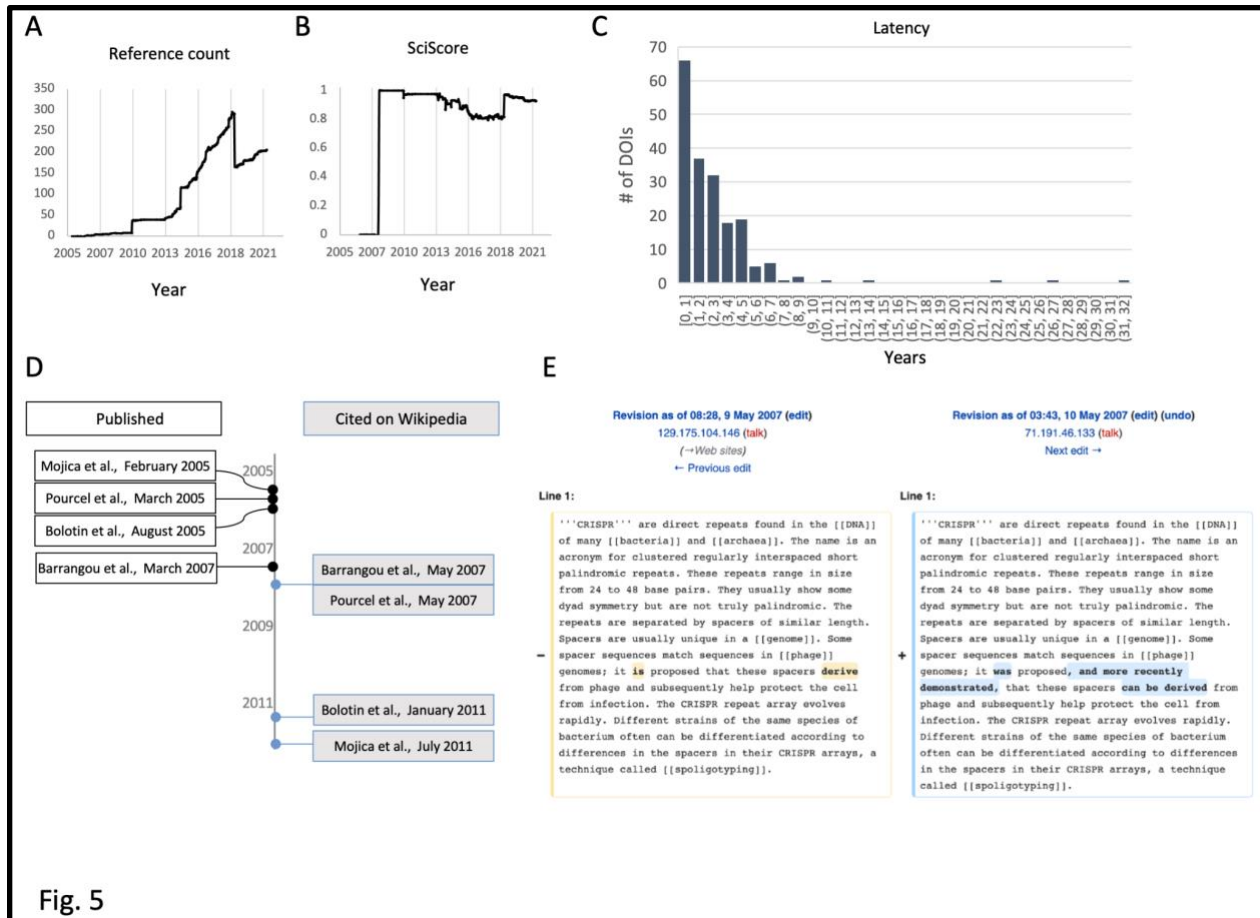 A
Reference count
350
300
250
200
150
100
50
0
2005 2007 2010 2013 2016 2018 2021
Year
B
SciScore
1
0.8
0.6
0.4
0.2
0
2005 2007 2010 2013 2016 2018 2021
Year
C
Latency
# of DOIs
70
60
50
40
30
20
10
0
[0, 1]
(1, 2]
(2, 3]
(3, 4]
(4, 5]
(5, 6]
(6, 7]
(7, 8]
(8, 9]
(9, 10]
(10, 11]
(11, 12]
(12, 13]
(13, 14]
(14, 15]
(15, 16]
(16, 17]
(17, 18]
(18, 19]
(19, 20]
(20, 21]
(21, 22]
(22, 23]
(23, 24]
(24, 25]
(25, 26]
(26, 27]
(27, 28]
(28, 29]
(29, 30]
(30, 31]
(31, 32]
Years
D
Published
Cited on Wikipedia
Mojica et al., February 2005
Pourcel et al., March 2005
Bolotin et al., August 2005
Barrangou et al., March 2007
2005
2007
2009
2011
Barrangou et al., May 2007
Pourcel et al., May 2007
Bolotin et al., January 2011
Mojica et al., July 2011
E
Revision as of 08:28, 9 May 2007 (edit)
129.175.104.146 (talk)
(→Web sites)
← Previous edit
Line 1:
−
'''CRISPR''' are direct repeats found in the [[DNA]]
of many [[bacteria]] and [[archaea]]. The name is an
acronym for clustered regularly interspaced short
palindromic repeats. These repeats range in size
from 24 to 48 base pairs. They usually show some
dyad symmetry but are not truly palindromic. The
repeats are separated by spacers of similar length.
Spacers are usually unique in a [[genome]]. Some
spacer sequences match sequences in [[phage]]
genomes; it is proposed that these spacers derive
from phage and subsequently help protect the cell
from infection. The CRISPR repeat array evolves
rapidly. Different strains of the same species of
bacterium often can be differentiated according to
differences in the spacers in their CRISPR arrays, a
technique called [[spoligotyping]].
Revision as of 03:43, 10 May 2007 (edit) (undo)
71.191.46.133 (talk)
Next edit →
Line 1:
+
'''CRISPR''' are direct repeats found in the [[DNA]]
of many [[bacteria]] and [[archaea]]. The name is an
acronym for clustered regularly interspaced short
palindromic repeats. These repeats range in size
from 24 to 48 base pairs. They usually show some
dyad symmetry but are not truly palindromic. The
repeats are separated by spacers of similar length.
Spacers are usually unique in a [[genome]]. Some
spacer sequences match sequences in [[phage]]
genomes; it was proposed, and more recently
demonstrated, that these spacers can be derived from
phage and subsequently help protect the cell from
infection. The CRISPR repeat array evolves rapidly.
Different strains of the same species of bacterium
often can be differentiated according to differences
in the spacers in their CRISPR arrays, a technique
called [[spoligotyping]].
Fig. 5